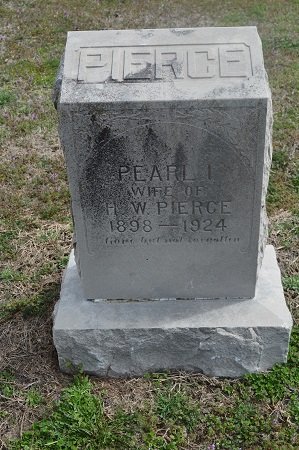 PIERCE
PEARL I.
WIFE OF
H. W. PIERCE
1898 — 1924
Gone but not forgotten